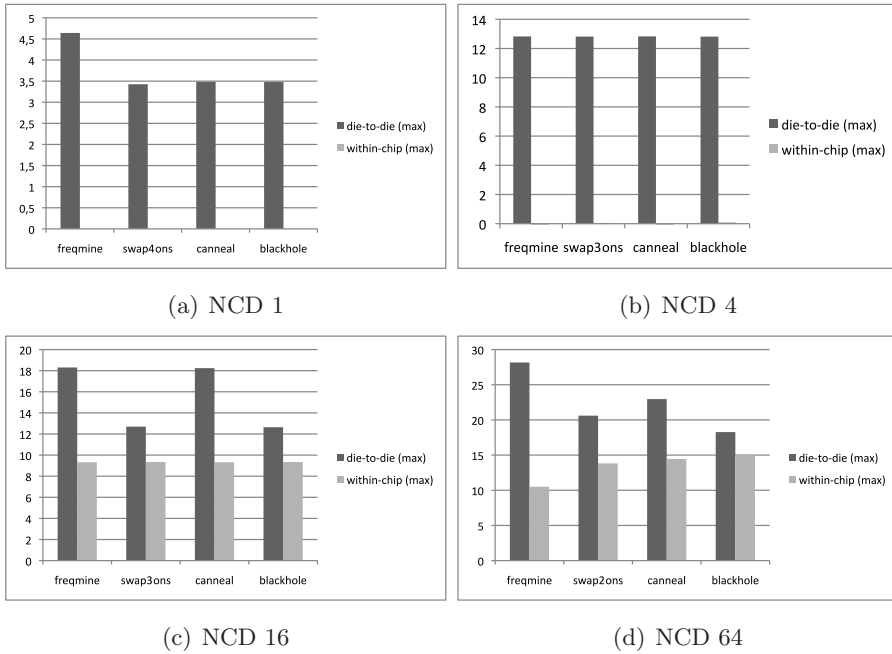 5
4,5
4
3,5
3
2,5
2
1,5
1
0,5
0
freqmine swap4ons canneal blackhole
die-to-die (max)
within-chip (max)
(a) NCD 1
14
12
10
8
6
4
2
0
freqmine swap3ons canneal blackhole
die-to-die (max)
within-chip (max)
(b) NCD 4
20
18
16
14
12
10
8
6
4
2
0
freqmine swap3ons canneal blackhole
die-to-die (max)
within-chip (max)
(c) NCD 16
30
25
20
15
10
5
0
freqmine swap2ons canneal blackhole
die-to-die (max)
within-chip (max)
(d) NCD 64